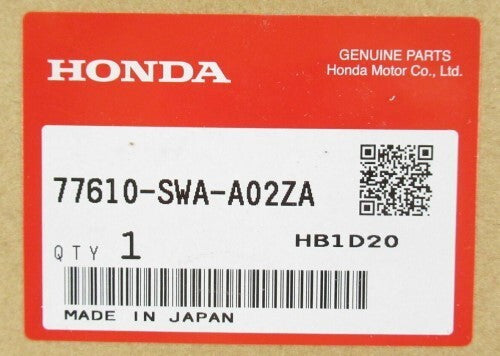 HONDA
GENUINE PARTS
Honda Motor Co., Ltd.
77610-SWA-A02ZA
QTY 1
HB1D20
MADE IN JAPAN